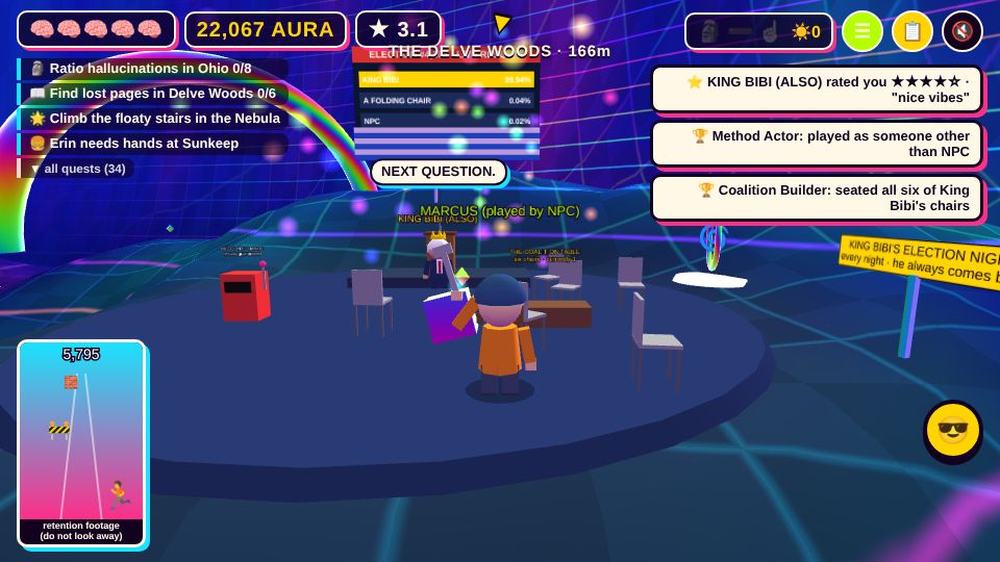 22,067 AURA
★ 3.1
THE DELVE WOODS · 166m
☀0
Ratio hallucinations in Ohio 0/8
Find lost pages in Delve Woods 0/6
Climb the floaty stairs in the Nebula
Erin needs hands at Sunkeep
▼ all quests (34)
KING BIBI
99.94%
A FOLDING CHAIR
0.04%
NPC
0.02%
NEXT QUESTION.
KING BIBI (ALSO) rated you ★★★★☆ ·
"nice vibes"
Method Actor: played as someone other
than NPC
Coalition Builder: seated all six of King
Bibi's chairs
MARCUS (played by NPC)
KING BIBI (ALSO)
KING BIBI'S ELECTION
every night · he always comes
5,795
retention footage
(do not look away)